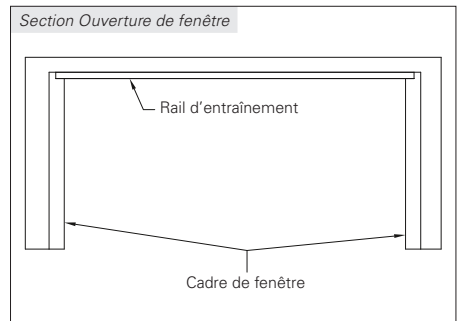 Section Ouverture de fenêtre
Rail d'entraînement
Cadre de fenêtre